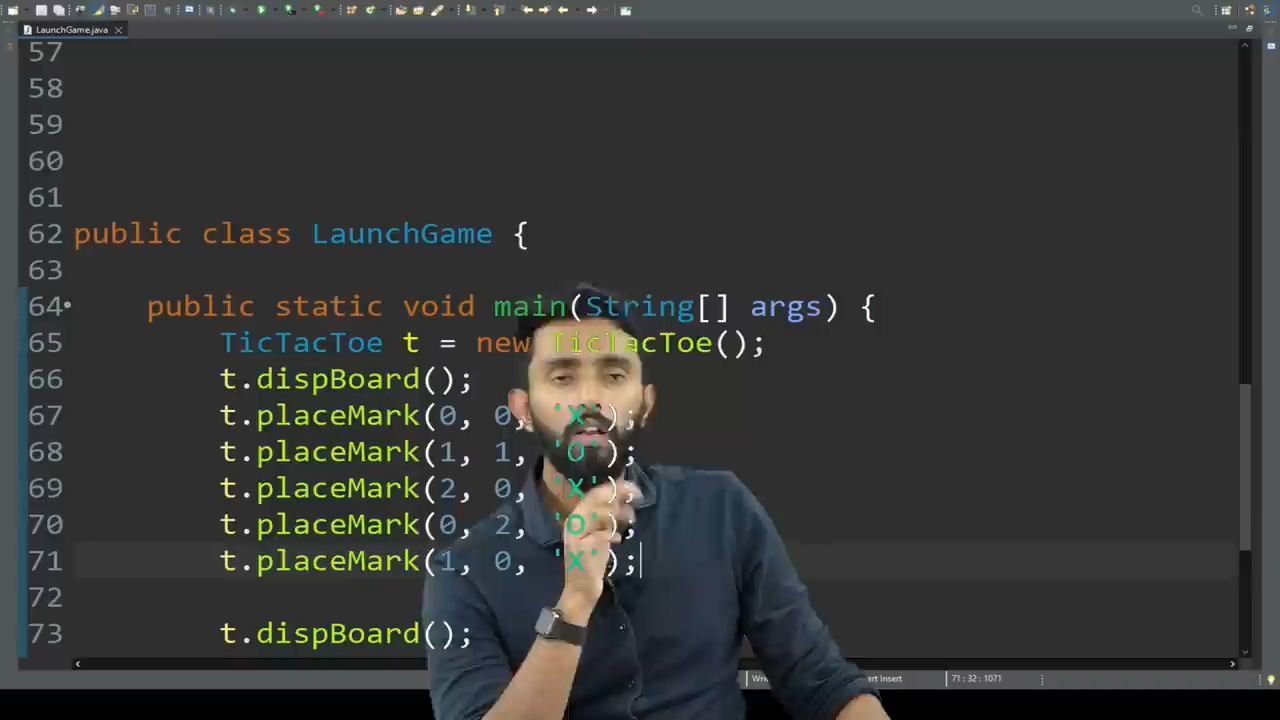 LaunchGame.java
57
58
59
60
61
62 public class LaunchGame {
63
64 public static void main(String[] args) {
65 TicTacToe t = new TicTacToe();
66 t.dispBoard();
67 t.placeMark(0, 0, 'X');
68 t.placeMark(1, 1, 'O');
69 t.placeMark(2, 0, 'X');
70 t.placeMark(0, 2, 'O');
71 t.placeMark(1, 0, 'X');
72
73 t.dispBoard();
Insert 71 : 32 : 1071